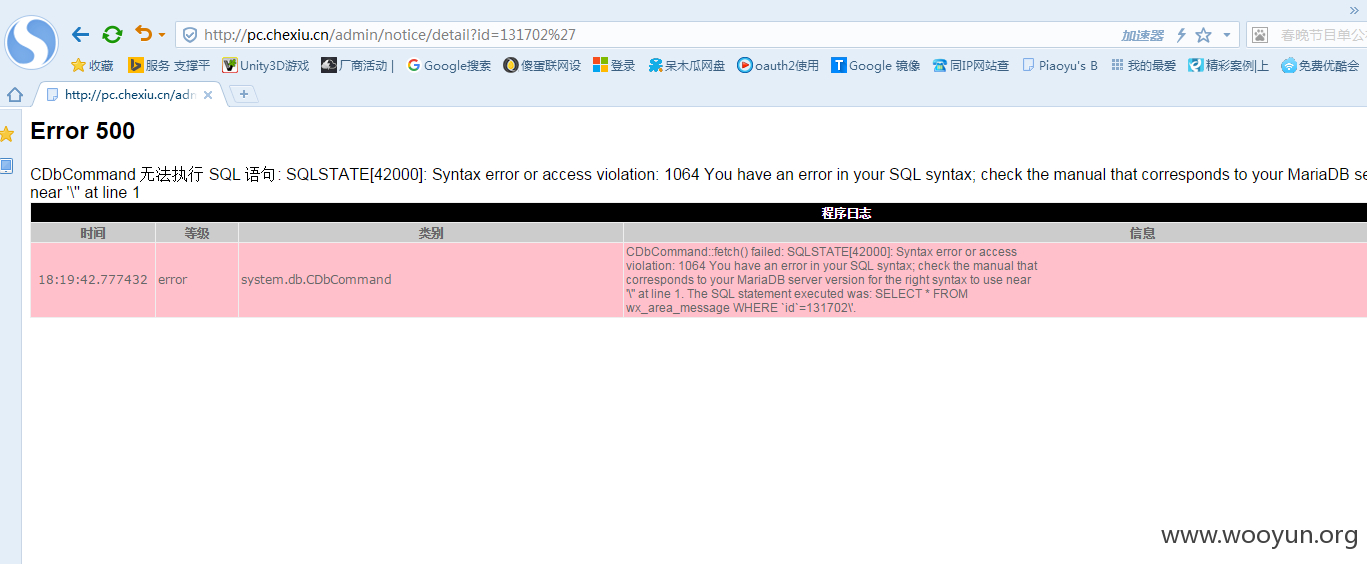 »
http://pc.chexiu.cn/admin/notice/detail?id=131702%27 加速器 春晚节目单公
收藏 服务 支撑平 Unity3D游戏 厂商活动 | Google搜索 傻蛋联网设 登录 呆木瓜网盘 oauth2使用 Google 镜像 同IP网站查 Piaoyu's B 我的最爱 精彩案例|上 免费优酷会
http://pc.chexiu.cn/adn × +
Error 500
CDbCommand 无法执行 SQL 语句: SQLSTATE[42000]: Syntax error or access violation: 1064 You have an error in your SQL syntax; check the manual that corresponds to your MariaDB se
near '\'' at line 1
程序日志
时间 等级 类别 信息
18:19:42.777432 error system.db.CDbCommand
CDbCommand::fetch() failed: SQLSTATE[42000]: Syntax error or access
violation: 1064 You have an error in your SQL syntax; check the manual that
corresponds to your MariaDB server version for the right syntax to use near
'\'' at line 1. The SQL statement executed was: SELECT * FROM
wx_area_message WHERE `id`=131702\'.
www.wooyun.org